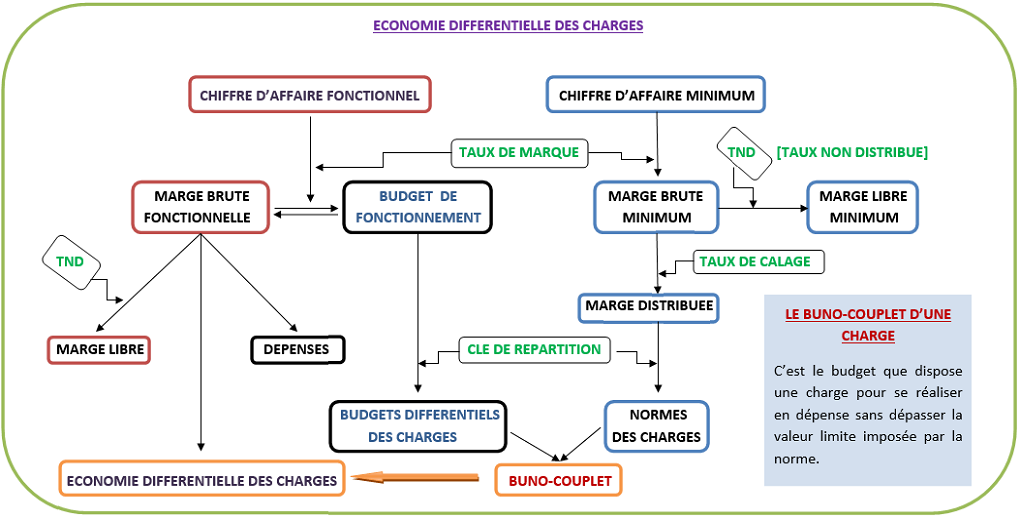 ECONOMIE DIFFERENTIELLE DES CHARGES
CHIFFRE D’AFFAIRE FONCTIONNEL
CHIFFRE D’AFFAIRE MINIMUM
TAUX DE MARQUE
TND
[TAUX NON DISTRIBUE]
MARGE BRUTE
FONCTIONNELLE
BUDGET DE
FONCTIONNEMENT
MARGE BRUTE
MINIMUM
MARGE LIBRE
MINIMUM
TND
TAUX DE CALAGE
MARGE DISTRIBUEE
MARGE LIBRE
DEPENSES
CLE DE REPARTITION
LE BUNO-COUPLET D’UNE
CHARGE
C’est le budget que dispose
une charge pour se réaliser
en dépense sans dépasser la
valeur limite imposée par la
norme.
BUDGETS DIFFERENTIELS
DES CHARGES
NORMES
DES CHARGES
ECONOMIE DIFFERENTIELLE DES CHARGES
BUNO-COUPLET